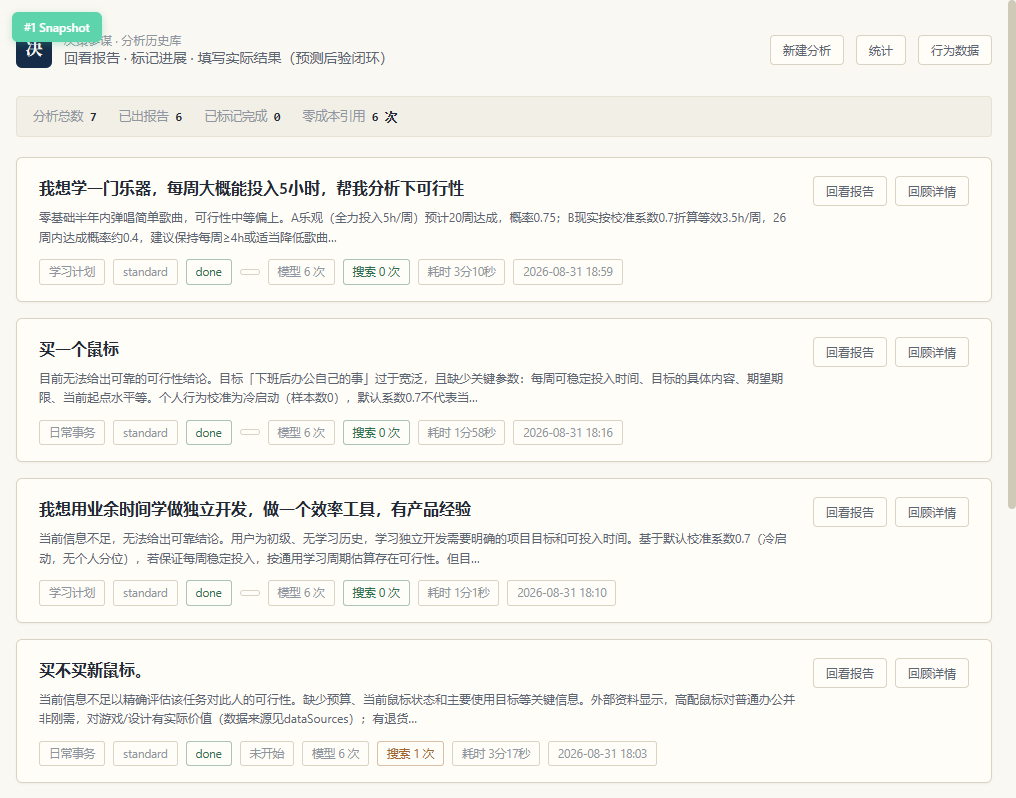 #1 Snapshot
决
决策参谋 · 分析历史库
回看报告 · 标记进展 · 填写实际结果（预测后验闭环）
新建分析
统计
行为数据
分析总数 7 已出报告 6 已标记完成 0 零成本引用 6 次
我想学一门乐器，每周大概能投入5小时，帮我分析下可行性
回看报告
回顾详情
零基础半年内弹唱简单歌曲，可行性中等偏上。A乐观（全力投入5h/周）预计20周达成，概率0.75；B现实按校准系数0.7折算等效3.5h/周，26
周内达成概率约0.4，建议保持每周≥4h或适当降低歌曲...
学习计划 standard done 模型 6 次 搜索 0 次 耗时 3分10秒 2026-08-31 18:59
买一个鼠标
回看报告
回顾详情
目前无法给出可靠的可行性结论。目标「下班后办公自己的事」过于宽泛，且缺少关键参数：每周可稳定投入时间、目标的具体内容、期望期
限、当前起点水平等。个人行为校准为冷启动（样本数0），默认系数0.7不代表当...
日常事务 standard done 模型 6 次 搜索 0 次 耗时 1分58秒 2026-08-31 18:16
我想用业余时间学做独立开发，做一个效率工具，有产品经验
回看报告
回顾详情
当前信息不足，无法给出可靠结论。用户为初级、无学习历史，学习独立开发需要明确的项目目标和可投入时间。基于默认校准系数0.7（冷启
动，无个人分位），若保证每周稳定投入，按通用学习周期估算存在可行性。但目...
学习计划 standard done 模型 6 次 搜索 0 次 耗时 1分1秒 2026-08-31 18:10
买不买新鼠标。
回看报告
回顾详情
当前信息不足以精确评估该任务对此人的可行性。缺少预算、当前鼠标状态和主要使用目标等关键信息。外部资料显示，高配鼠标对普通办公并
非刚需，对游戏/设计有实际价值（数据来源见dataSources）；有退货...
日常事务 standard done 未开始 模型 6 次 搜索 1 次 耗时 3分17秒 2026-08-31 18:03